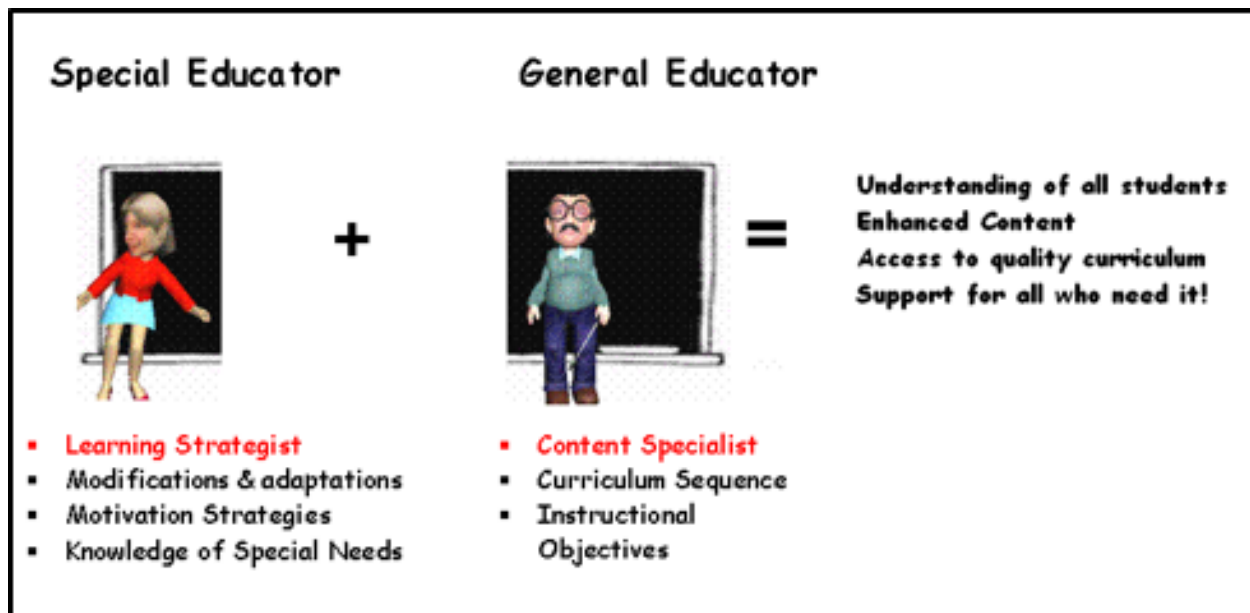 Special Educator
General Educator
+
=
Understanding of all students
Enhanced Content
Access to quality curriculum
Support for all who need it!
▪ Learning Strategist
▪ Modifications & adaptations
▪ Motivation Strategies
▪ Knowledge of Special Needs
▪ Content Specialist
▪ Curriculum Sequence
▪ Instructional
Objectives